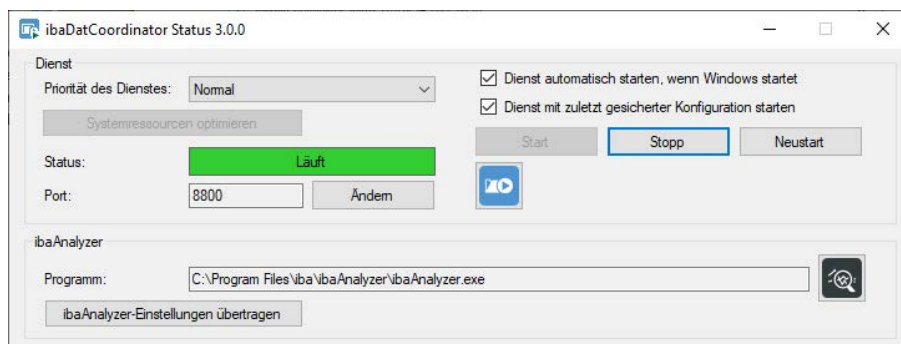 ibaDatCoordinator Status 3.0.0
Dienst
Priorität des Dienstes: Normal
Dienst automatisch starten, wenn Windows startet
Dienst mit zuletzt gesicherter Konfiguration starten
Systemressourcen optimieren
Start Stopp Neustart
Status: Läuft
Port: 8800 Ändern
ibaAnalyzer
Programm: C:\Program Files\iba\ibaAnalyzer\ibaAnalyzer.exe
ibaAnalyzer-Einstellungen übertragen